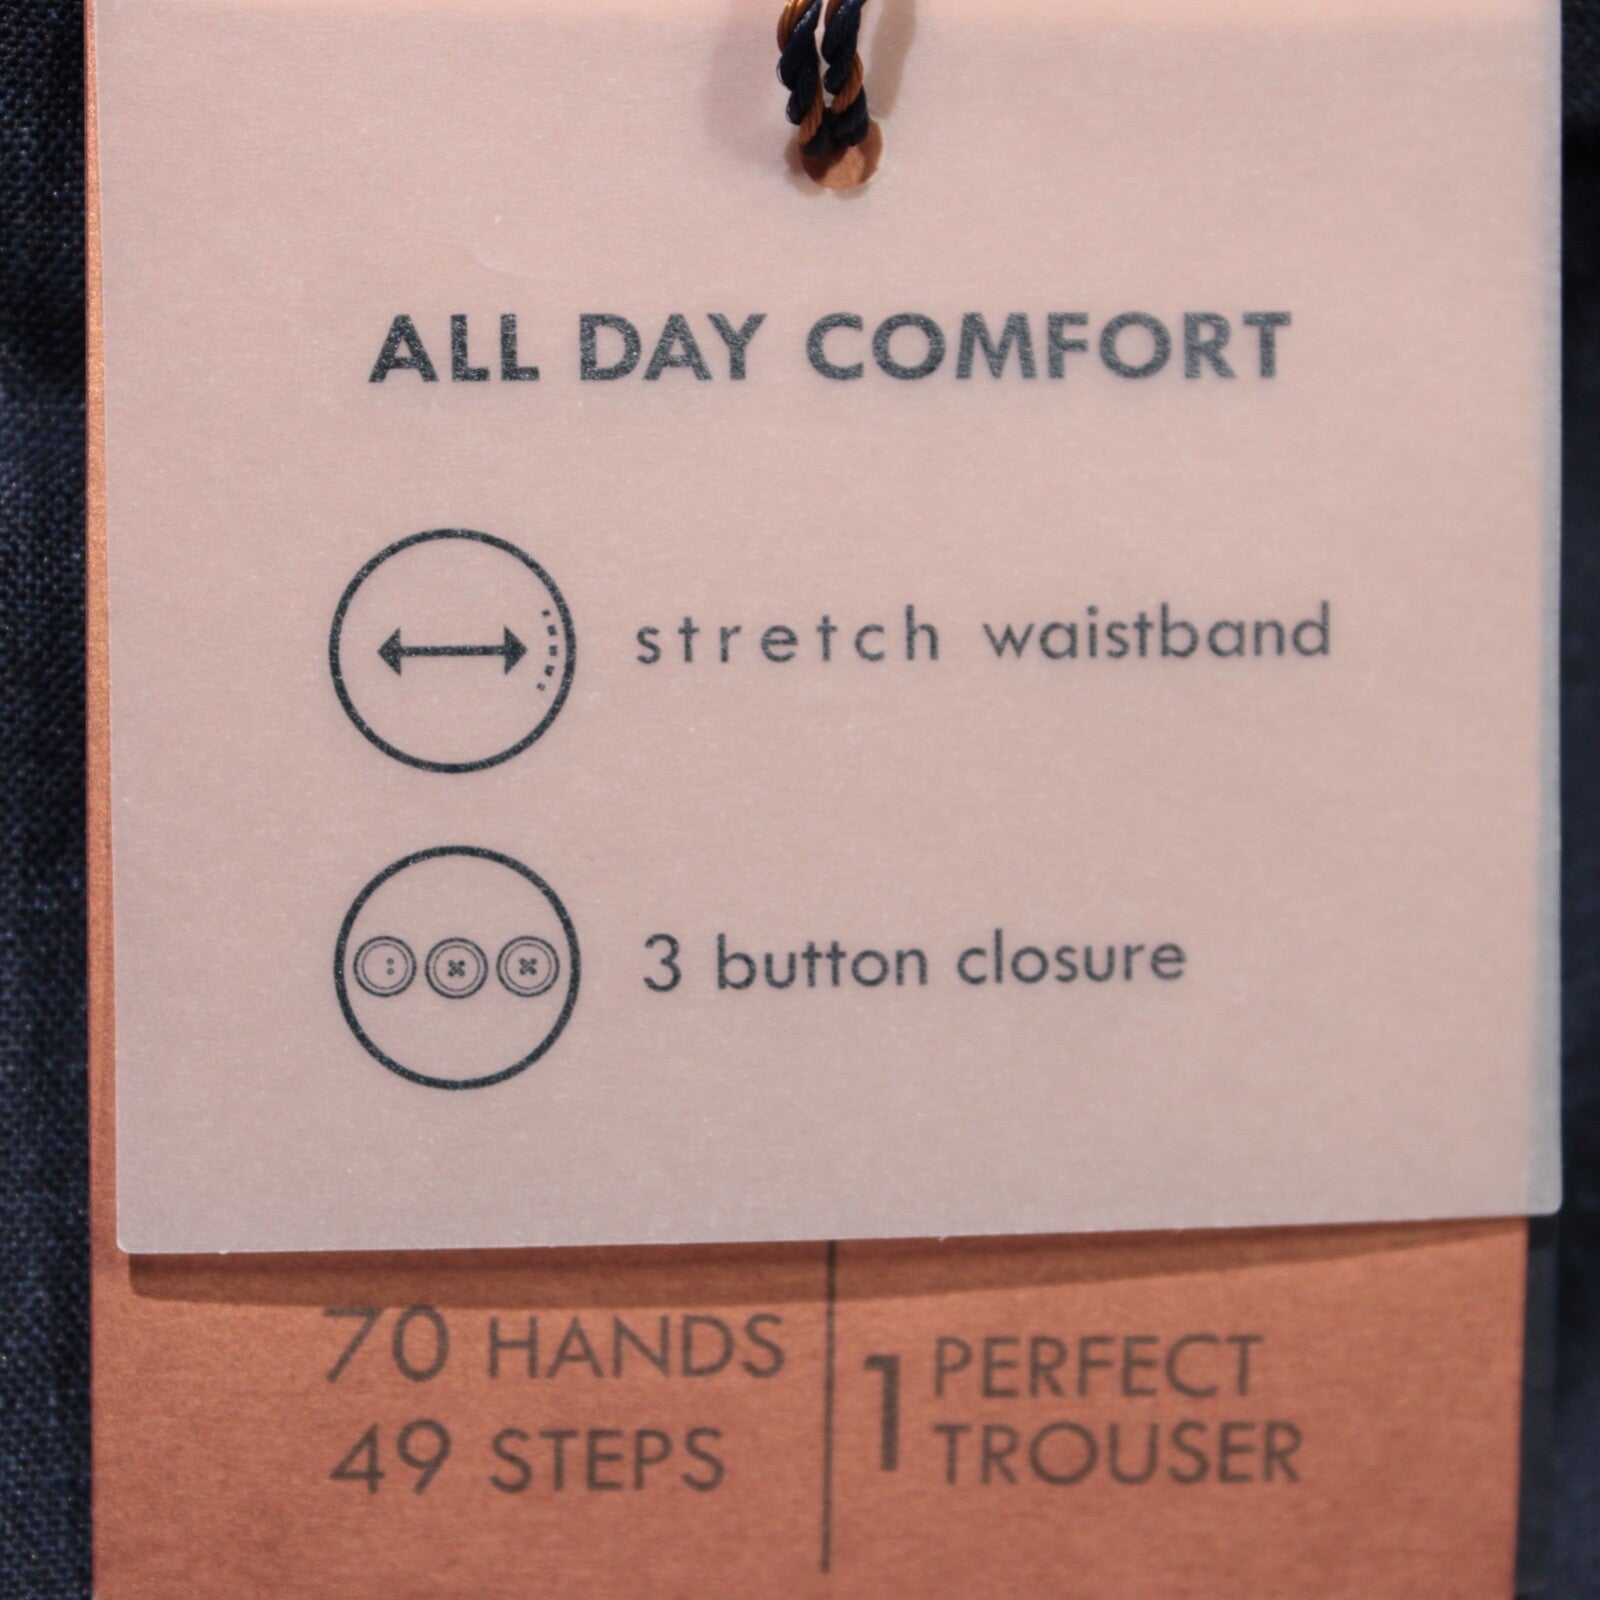 ALL DAY COMFORT
stretch waistband
3 button closure
70 HANDS
49 STEPS
1 PERFECT
TROUSER